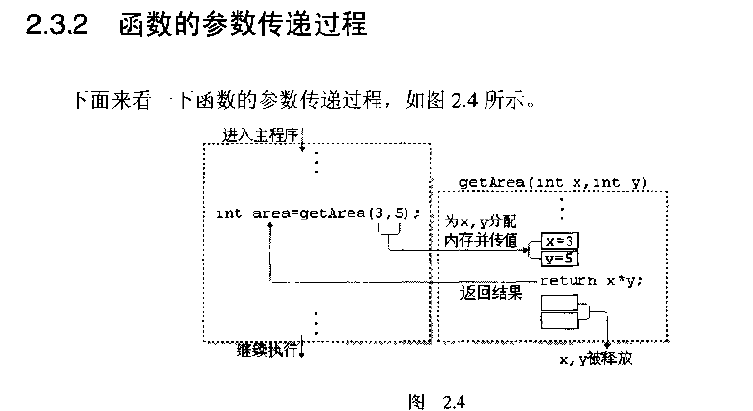 2.3.2 函数的参数传递过程
下面来看一下函数的参数传递过程，如图 2.4 所示。
进入主程序
getArea(int x,int y)
int area=getArea(3,5);
为x,y分配
内存并传值
x=3
y=5
return x*y;
返回结果
继续执行
x,y被释放
图 2.4